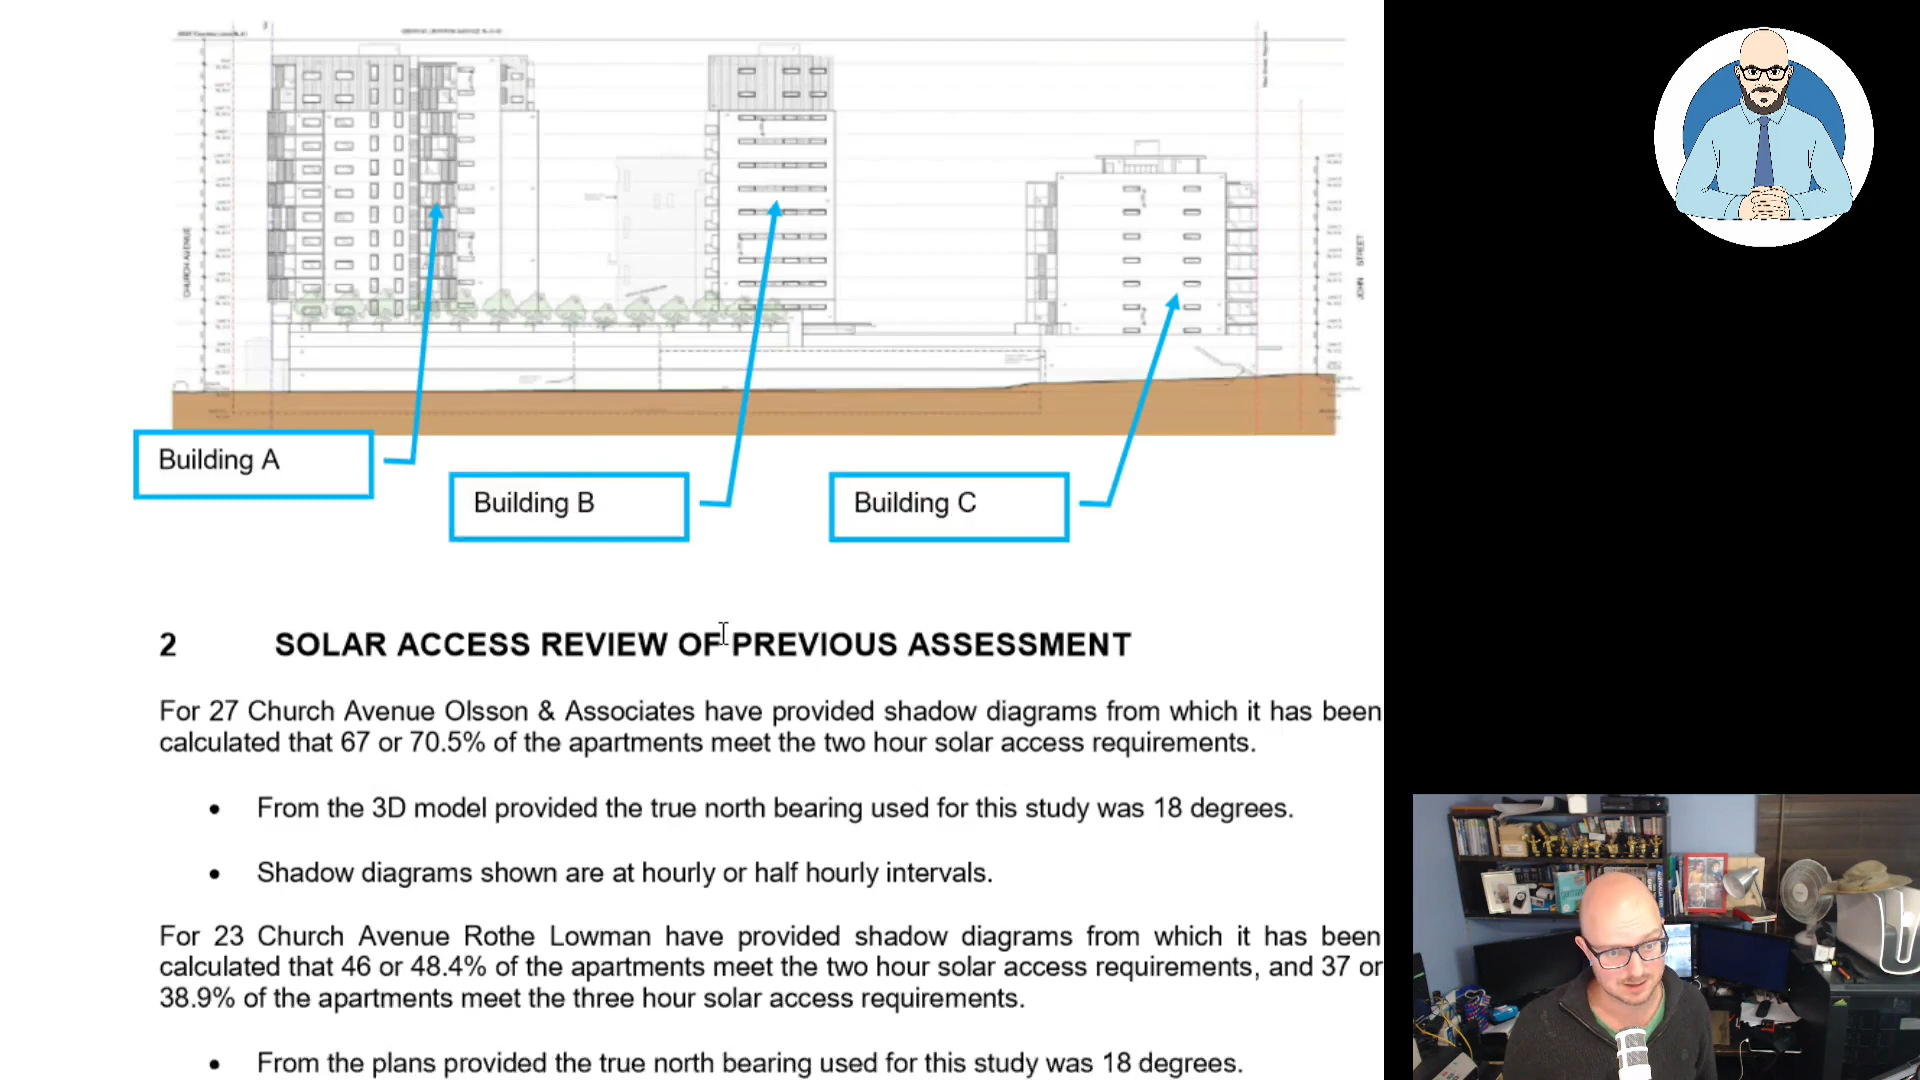 CHURCH AVENUE
JOHN STREET
Building A
Building B
Building C
2 SOLAR ACCESS REVIEW OF PREVIOUS ASSESSMENT
For 27 Church Avenue Olsson & Associates have provided shadow diagrams from which it has been
calculated that 67 or 70.5% of the apartments meet the two hour solar access requirements.
• From the 3D model provided the true north bearing used for this study was 18 degrees.
• Shadow diagrams shown are at hourly or half hourly intervals.
For 23 Church Avenue Rothe Lowman have provided shadow diagrams from which it has been
calculated that 46 or 48.4% of the apartments meet the two hour solar access requirements, and 37 or
38.9% of the apartments meet the three hour solar access requirements.
• From the plans provided the true north bearing used for this study was 18 degrees.